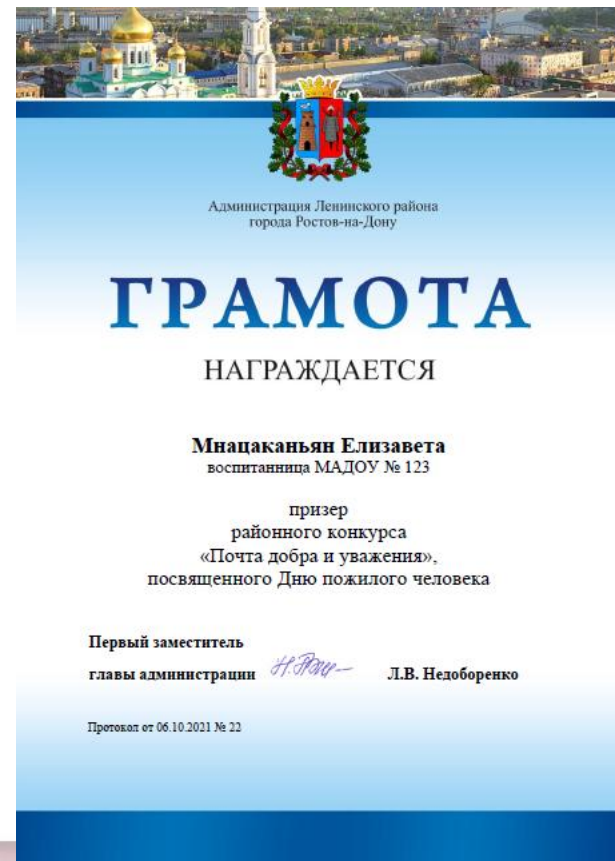 Администрация Ленинского района
города Ростов-на-Дону
ГРАМОТА
НАГРАЖДАЕТСЯ
Мнацаканьян Елизавета
воспитанница МАДОУ № 123
призер
районного конкурса
«Почта добра и уважения»,
посвященного Дню пожилого человека
Первый заместитель
главы администрации Л.В. Недоборенко
Протокол от 06.10.2021 № 22